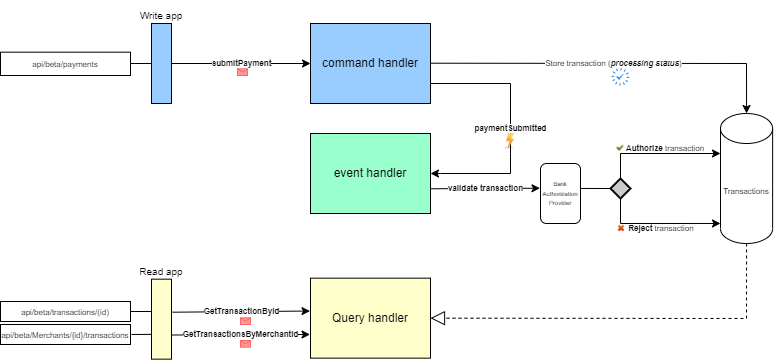 Write app
api/beta/payments
submitPayment
command handler
Store transaction (processing status)
paymentSubmitted
event handler
validate transaction
Bank
Authorization
Provider
Authorize transaction
Reject transaction
Transactions
Read app
api/beta/transactions/(id)
api/beta/Merchants/{id}/transactions
GetTransactionById
GetTransactionsByMerchantId
Query handler